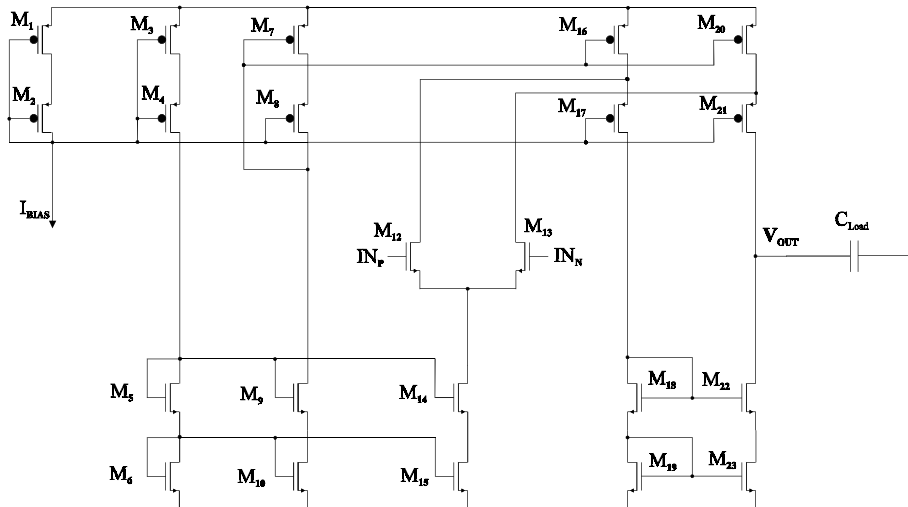 M1 M3 M7 M16 M20
M2 M4 M8 M17 M21
IBIAS
M12 M13 VOUT CLoad
INP INN
M5 M9 M14 M18 M22
M6 M10 M15 M19 M23